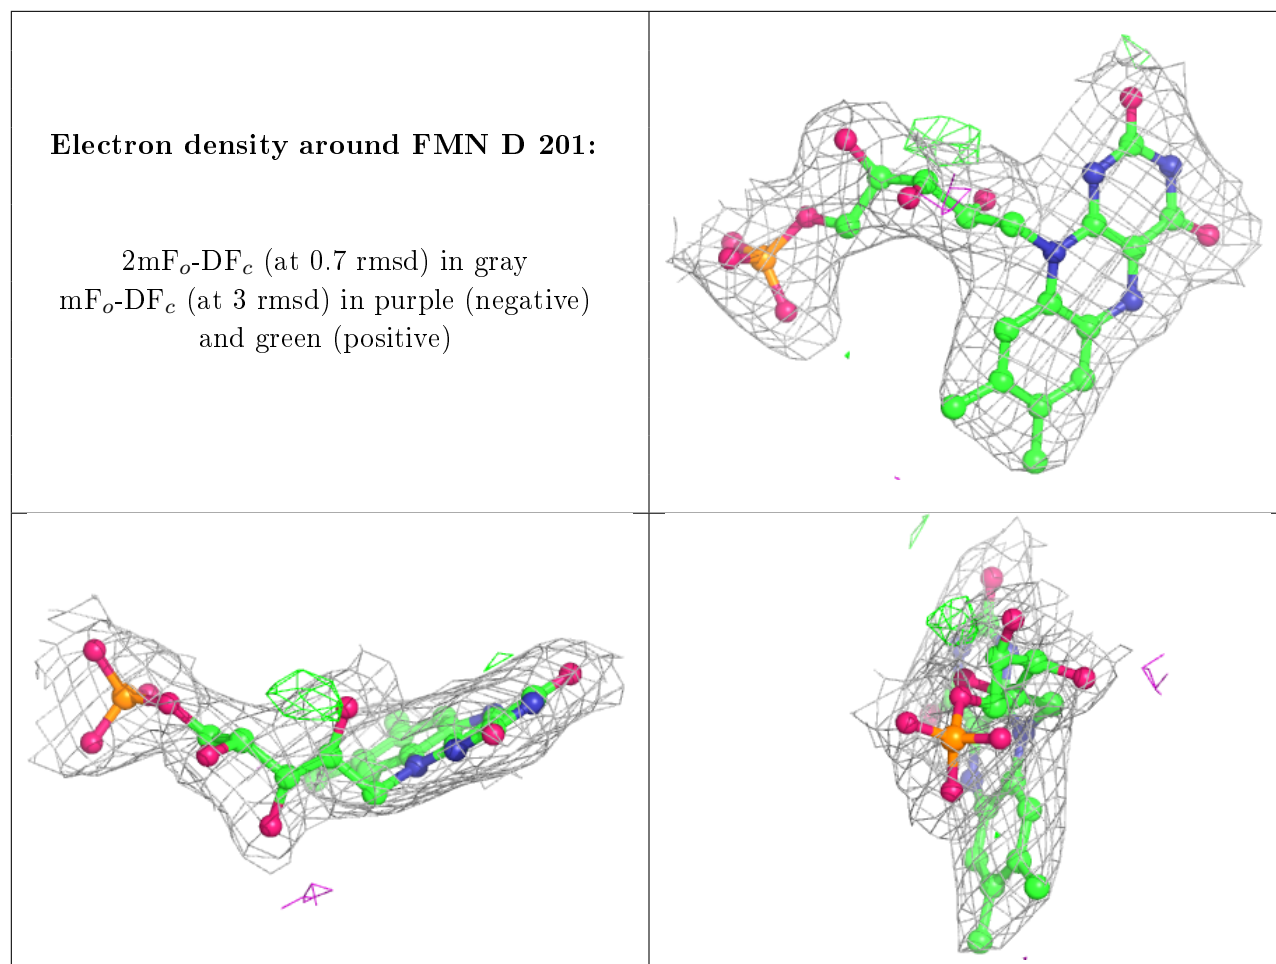 Electron density around FMN D 201:
2mFo-DFc (at 0.7 rmsd) in gray
mFo-DFc (at 3 rmsd) in purple (negative)
and green (positive)